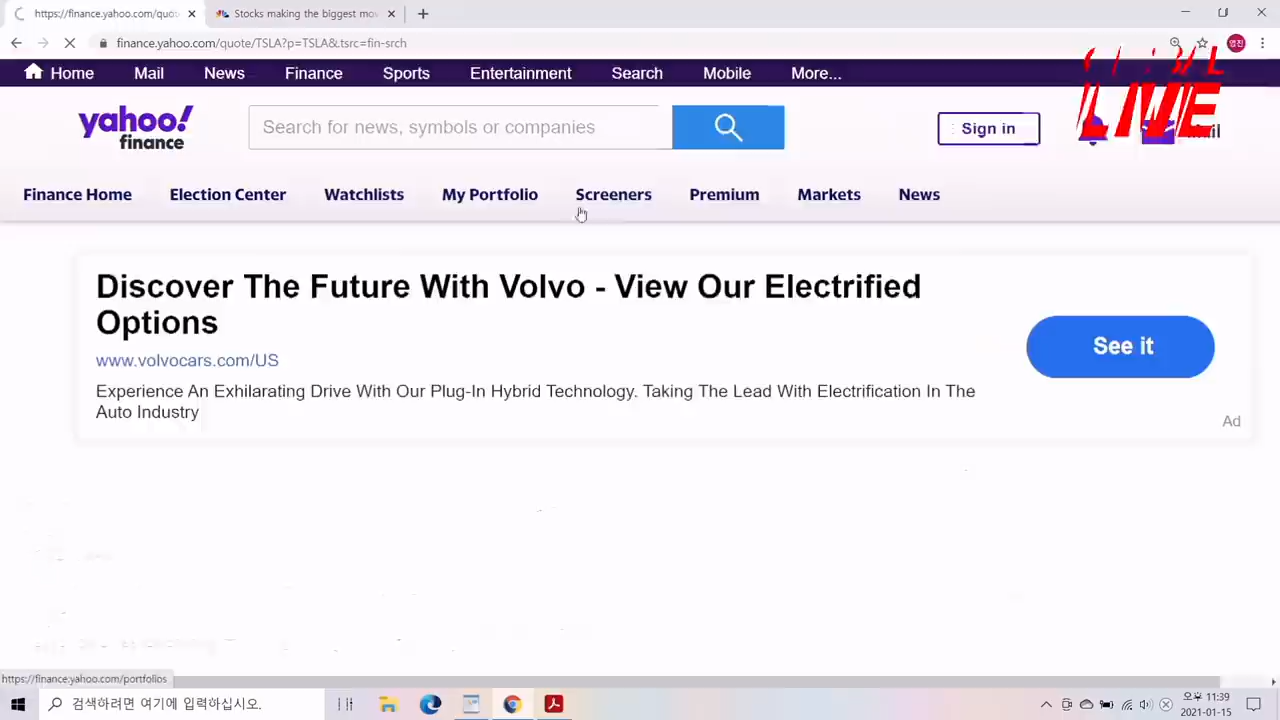 https://finance.yahoo.com/quot
Stocks making the biggest mov
finance.yahoo.com/quote/TSLA?p=TSLA&.tsrc=fin-srch
영진
Home Mail News Finance Sports Entertainment Search Mobile More...
LIVE
yahoo!
finance
Search for news, symbols or companies
Sign in
Finance Home Election Center Watchlists My Portfolio Screeners Premium Markets News
Discover The Future With Volvo - View Our Electrified
Options
www.volvocars.com/US
Experience An Exhilarating Drive With Our Plug-In Hybrid Technology. Taking The Lead With Electrification In The
Auto Industry
See it
Ad
https://finance.yahoo.com/portfolios
검색하려면 여기에 입력하십시오.
오후 11:39
2021-01-15